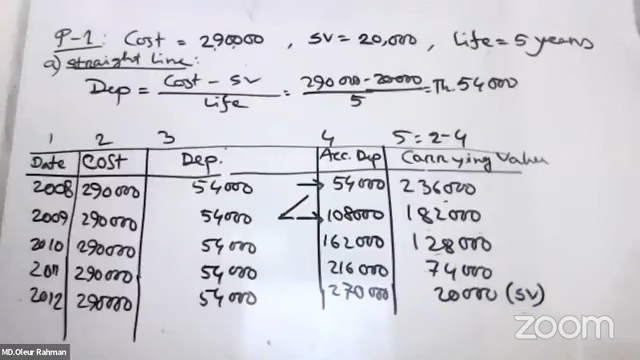 P-1: Cost = 290000, SV = 20,000, Life = 5 years
a) Straight Line:
Dep = Cost - SV / Life = 290000 - 20000 / 5 = Tk. 54000
1 2 3 4 5 = 2-4
Date Cost Dep. Acc. Dep Carrying Value
2008 290000 54000 → 54000 236000
2009 290000 54000 → 108000 182000
2010 290000 54000 162000 128000
2011 290000 54000 216000 74000
2012 290000 54000 270000 20000 (SV)
zoom
MD.Oleur Rahman